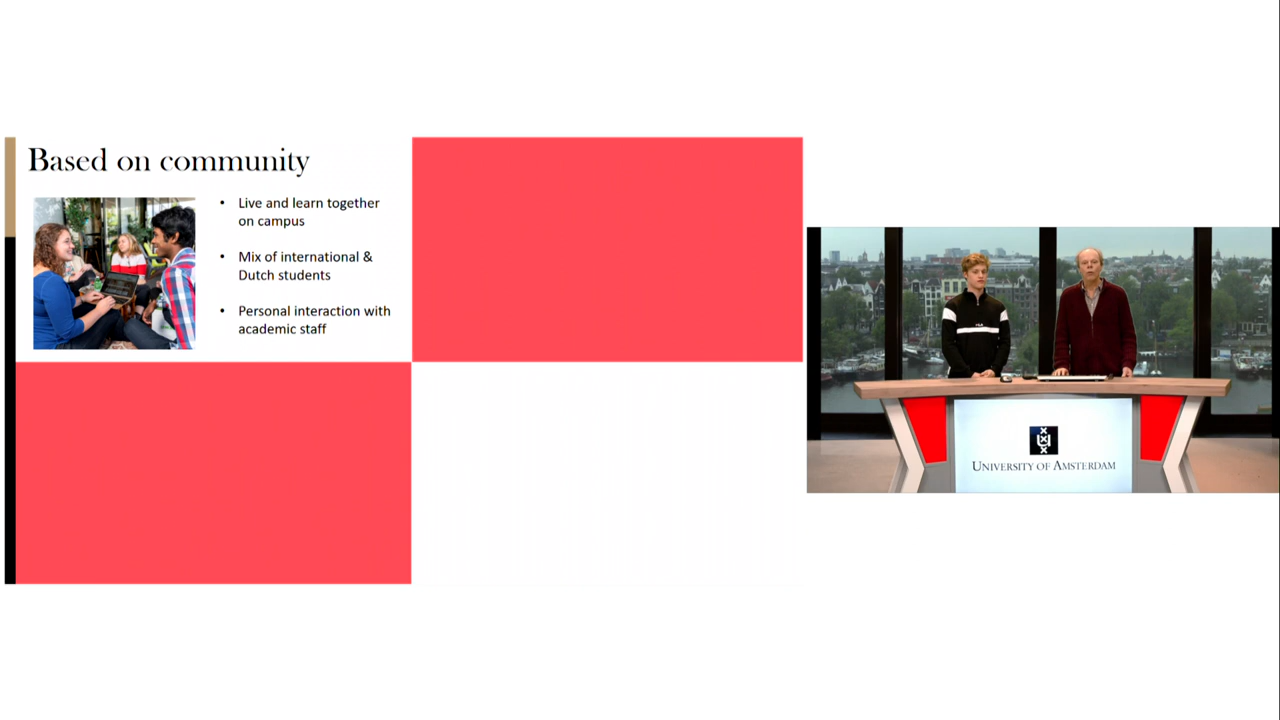 Based on community
• Live and learn together
on campus
• Mix of international &
Dutch students
• Personal interaction with
academic staff
FILA
UNIVERSITY OF AMSTERDAM